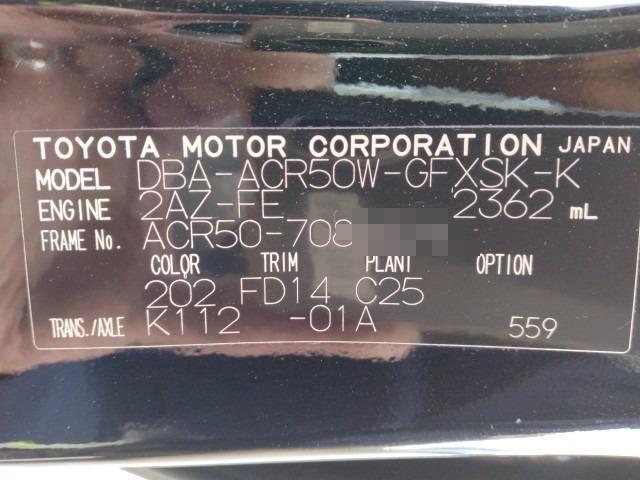 TOYOTA MOTOR CORPORATION JAPAN
MODEL DBA-ACR50W-GFXSK-K
ENGINE 2AZ-FE 2362 mL
FRAME No. ACR50-708
COLOR TRIM PLANT OPTION
202 FD14 C25
TRANS./AXLE K112 -01A 559